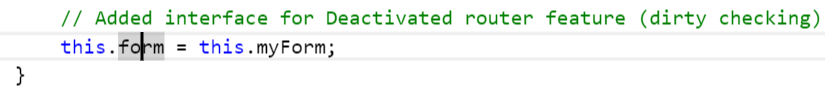 // Added interface for Deactivated router feature (dirty checking)
this.form = this.myForm;
}